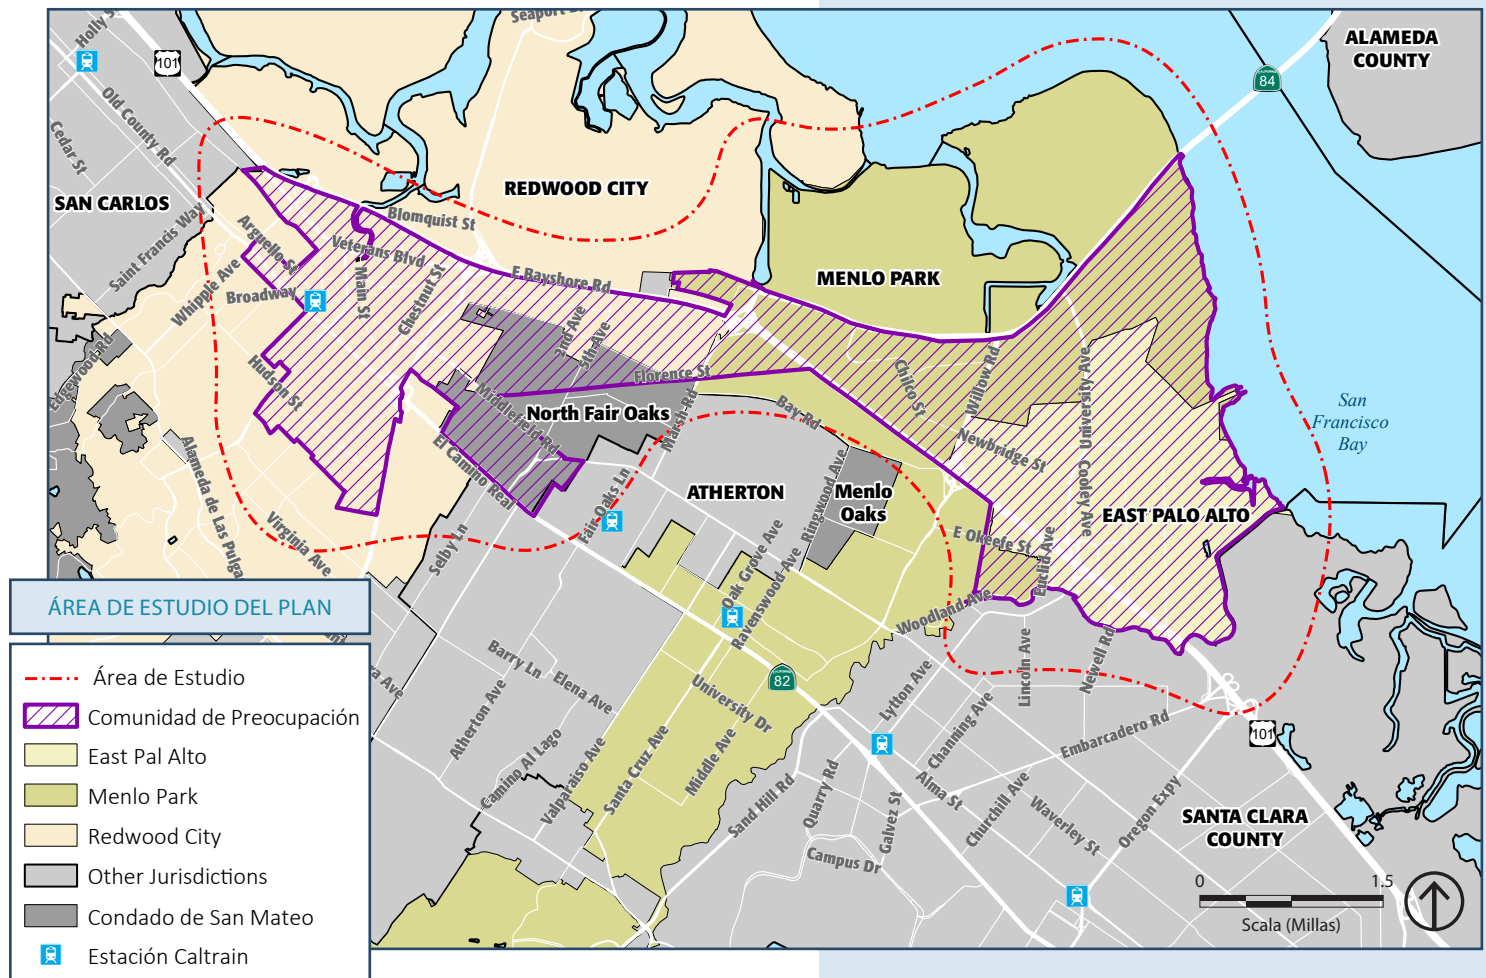 Holly St
Seaport B
101
ALAMEDA
COUNTY
84
Old County Rd
Cedar St
SAN CARLOS
REDWOOD CITY
Blomquist St
Saint Francis Way
Arguello St
Veterans Blvd
E Bayshore Rd
MENLO PARK
Whipple Ave
Broadway
Main St
Chestnut St
2nd Ave
5th Ave
Edgewood Rd
Hudson St
Florence St
Middlefield Rd
North Fair Oaks
Marsh Rd
Bay Rd
Chilco St
Willow Rd
University Ave
Newbridge St
San
Francisco
Bay
El Camino Real
Alameda de Las Pulga
Virginia Ave
Selby Ln
Fair Oaks Ln
ATHERTON
Ringwood Ave
Menlo
Oaks
Cooley Ave
EAST PALO ALTO
E Okeefe St
Euclid Ave
Oak Grove Ave
Ravenswood Ave
Woodland Ave
ÁREA DE ESTUDIO DEL PLAN
Área de Estudio
Comunidad de Preocupación
East Pal Alto
Menlo Park
Redwood City
Other Jurisdictions
Condado de San Mateo
Estación Caltrain
ra Ave
Barry Ln
Elena Ave
Atherton Ave
Camino Al Lago
Valparaiso Ave
Santa Cruz Ave
University Dr
Middle Ave
82
Lytton Ave
Lincoln Ave
Newell Rd
Channing Ave
Embarcadero Rd
101
Sand Hill Rd
Quarry Rd
Galvez St
Alma St
Churchill Ave
Waverley St
Oregon Expy
Campus Dr
SANTA CLARA
COUNTY
0 1.5
Scala (Millas)